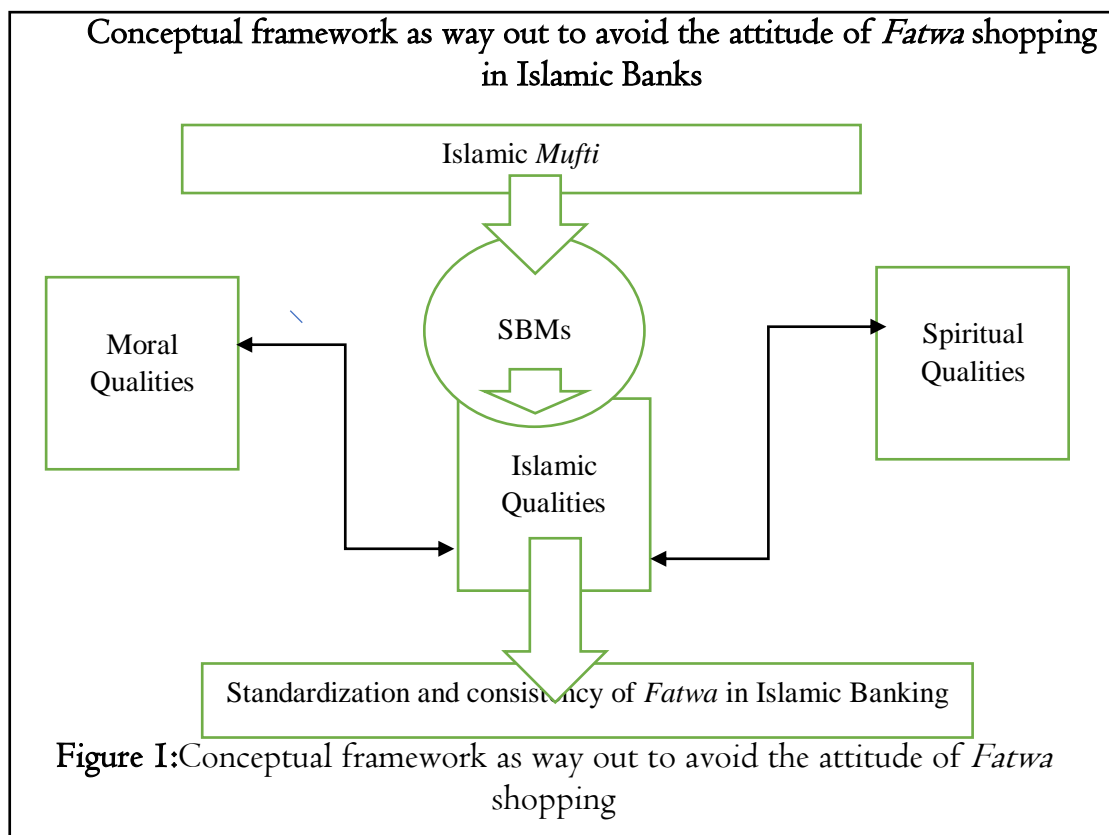 Conceptual framework as way out to avoid the attitude of Fatwa shopping
in Islamic Banks
Islamic Mufti
SBMs
Moral
Qualities
Spiritual
Qualities
Islamic
Qualities
Standardization and consistency of Fatwa in Islamic Banking
Figure 1:Conceptual framework as way out to avoid the attitude of Fatwa
shopping